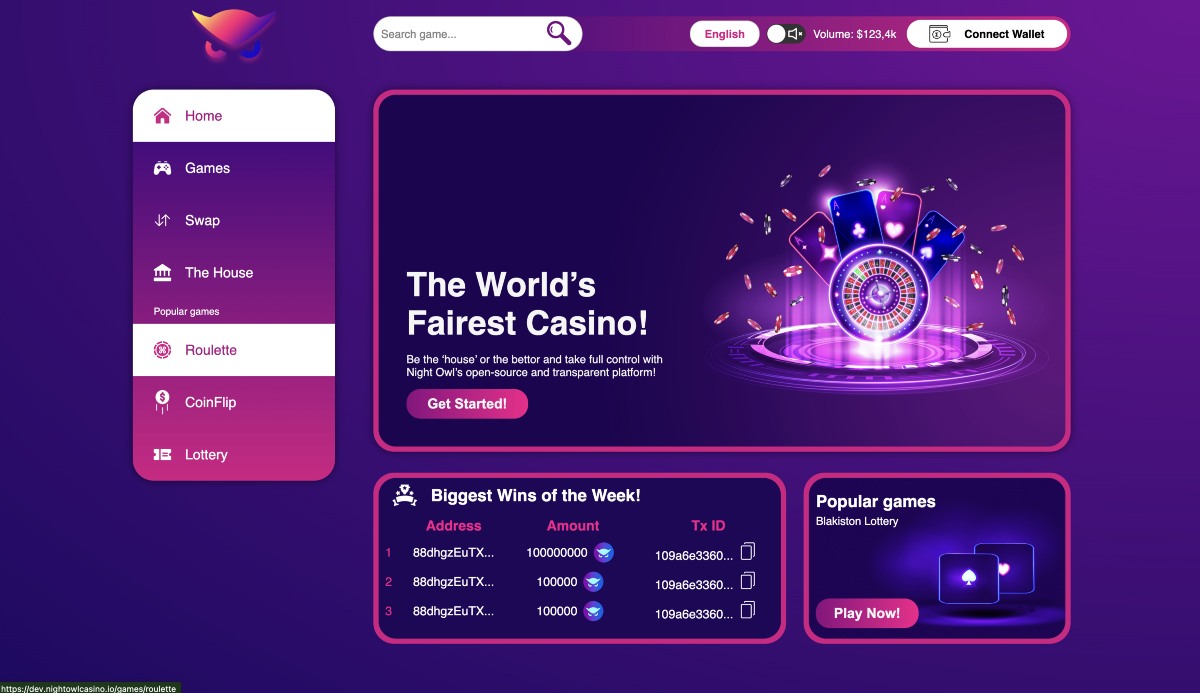 Search game...
English
Volume: $123,4k
Connect Wallet
Home
Games
Swap
The House
Popular games
Roulette
CoinFlip
Lottery
The World’s
Fairest Casino!
Be the ‘house’ or the bettor and take full control with
Night Owl’s open-source and transparent platform!
Get Started!
Biggest Wins of the Week!
Address Amount Tx ID
1 88dhgzEuTX... 100000000 109a6e3360...
2 88dhgzEuTX... 100000 109a6e3360...
3 88dhgzEuTX... 100000 109a6e3360...
Popular games
Blakiston Lottery
Play Now!
https://dev.nightowlcasino.io/games/roulette